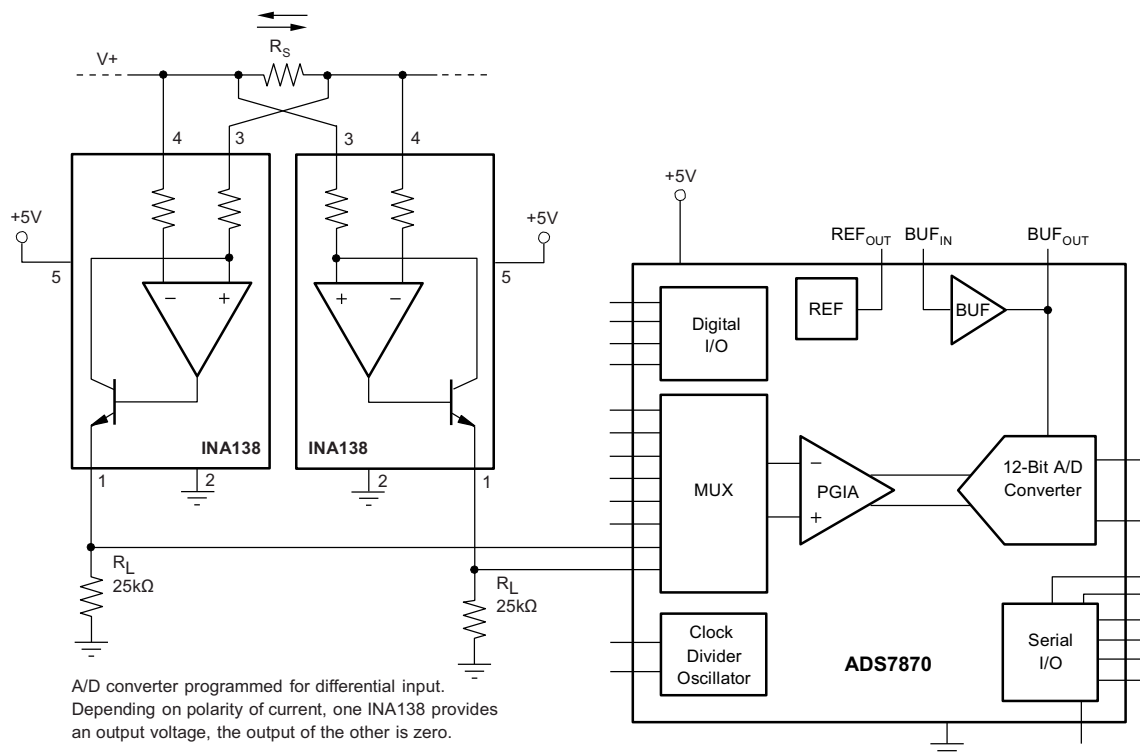 R_S
V+
4
3
3
4
+5V
5
− +
INA138
1
2
+5V
5
+ −
INA138
2
1
R_L
25kΩ
R_L
25kΩ
A/D converter programmed for differential input.
Depending on polarity of current, one INA138 provides
an output voltage, the output of the other is zero.
+5V
REF_OUT
BUF_IN
BUF_OUT
Digital
I/O
REF
BUF
MUX
−
PGIA
+
12-Bit A/D
Converter
Clock
Divider
Oscillator
ADS7870
Serial
I/O